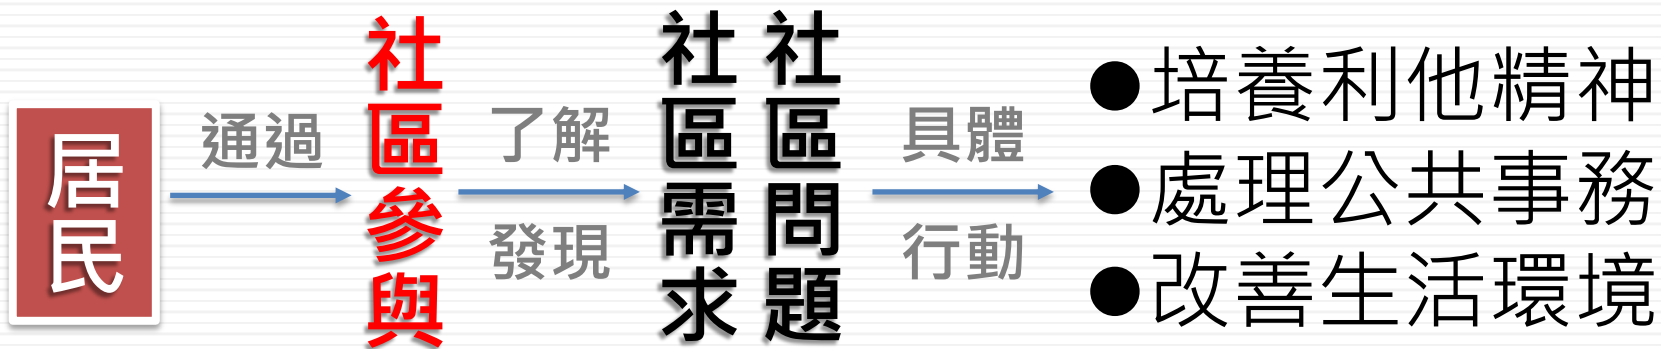 居民
通過
社區參與
了解
發現
社區需求
社區問題
具體
行動
●培養利他精神
●處理公共事務
●改善生活環境